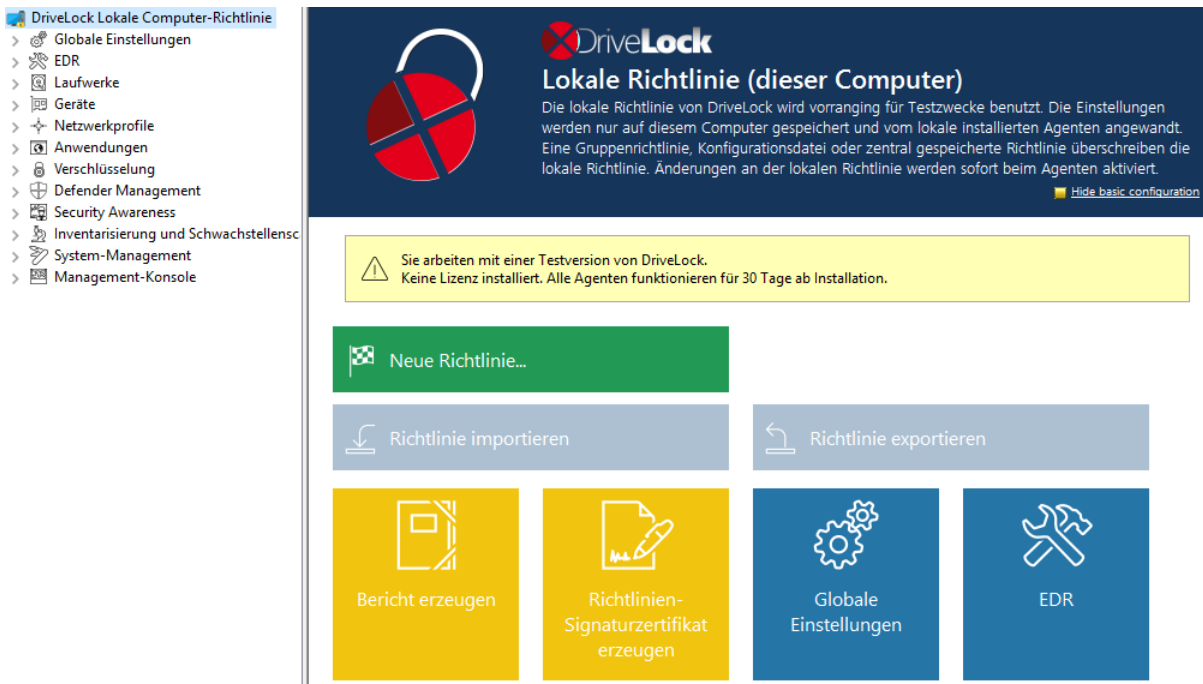 DriveLock Lokale Computer-Richtlinie
Globale Einstellungen
EDR
Laufwerke
Geräte
Netzwerkprofile
Anwendungen
Verschlüsselung
Defender Management
Security Awareness
Inventarisierung und Schwachstellensc
System-Management
Management-Konsole
DriveLock
Lokale Richtlinie (dieser Computer)
Die lokale Richtlinie von DriveLock wird vorranging für Testzwecke benutzt. Die Einstellungen
werden nur auf diesem Computer gespeichert und vom lokale installierten Agenten angewandt.
Eine Gruppenrichtlinie, Konfigurationsdatei oder zentral gespeicherte Richtlinie überschreiben die
lokale Richtlinie. Änderungen an der lokalen Richtlinie werden sofort beim Agenten aktiviert.
Hide basic configuration
Sie arbeiten mit einer Testversion von DriveLock.
Keine Lizenz installiert. Alle Agenten funktionieren für 30 Tage ab Installation.
Neue Richtlinie...
Richtlinie importieren
Richtlinie exportieren
Bericht erzeugen
Richtlinien-
Signaturzertifikat
erzeugen
Globale
Einstellungen
EDR